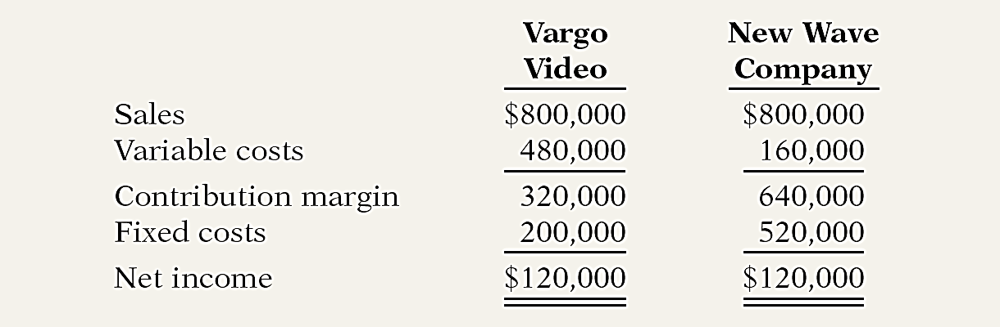 Vargo New Wave
Video Company
Sales $800,000 $800,000
Variable costs 480,000 160,000
Contribution margin 320,000 640,000
Fixed costs 200,000 520,000
Net income $120,000 $120,000